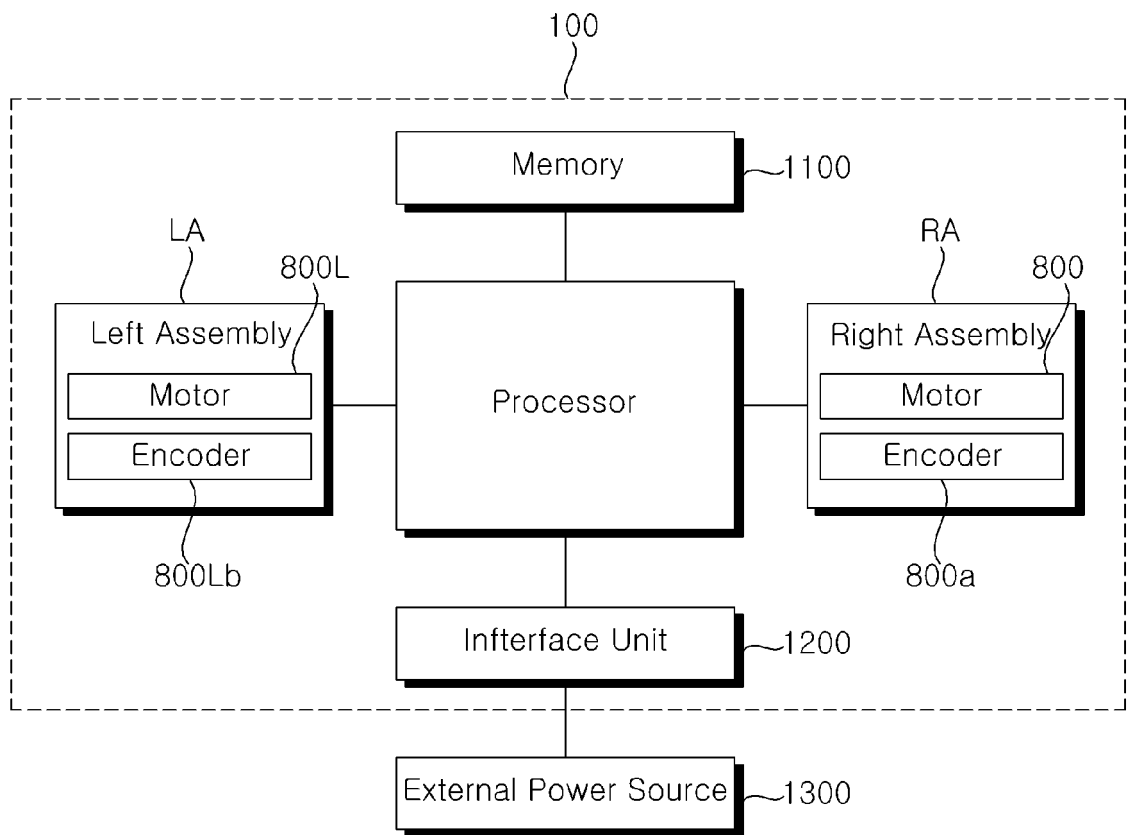 100
Memory
1100
LA
RA
800L
800
Left Assembly
Motor
Encoder
Processor
Right Assembly
Motor
Encoder
800Lb
800a
Infterface Unit
1200
External Power Source
1300